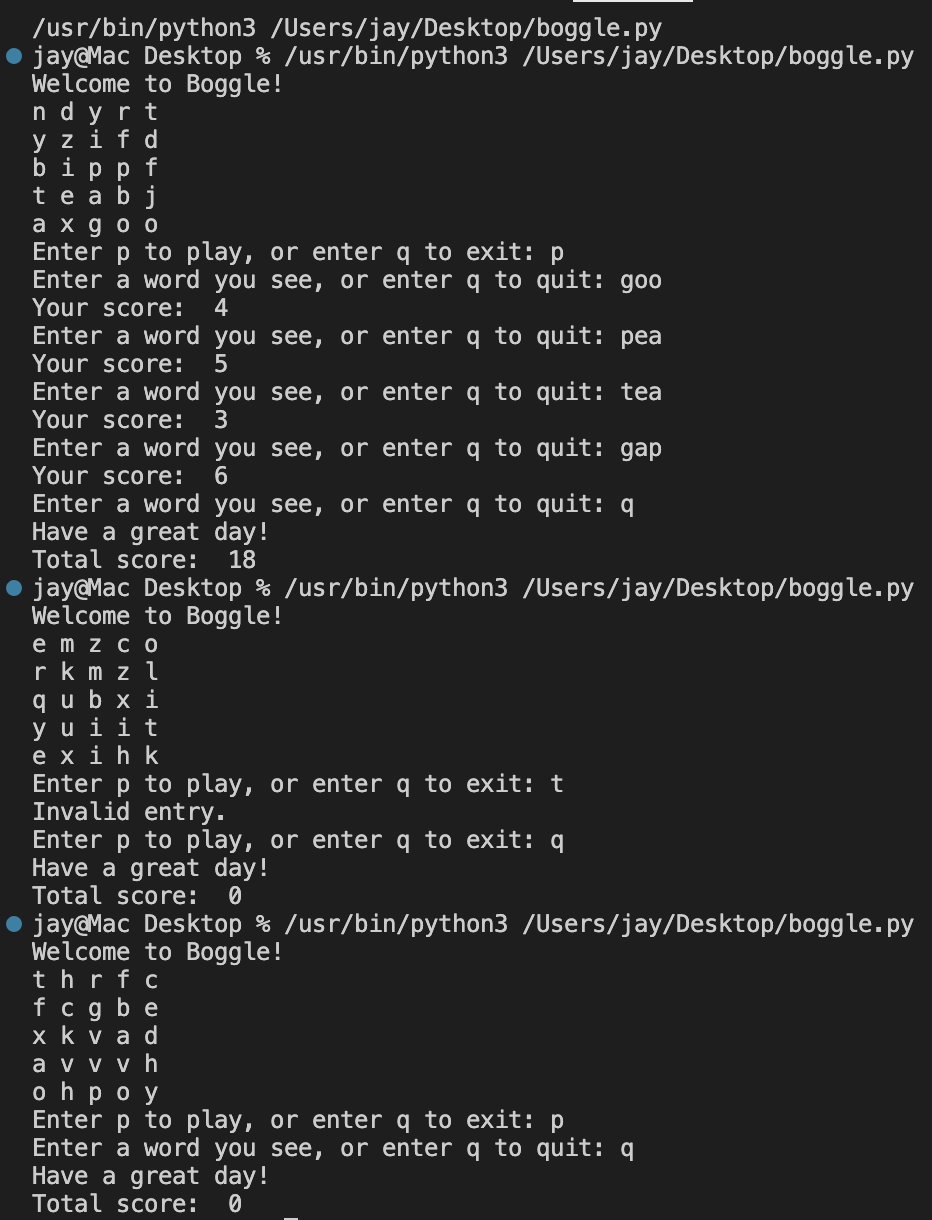 /usr/bin/python3 /Users/jay/Desktop/boggle.py
jay@Mac Desktop % /usr/bin/python3 /Users/jay/Desktop/boggle.py
Welcome to Boggle!
n d y r t
y z i f d
b i p p f
t e a b j
a x g o o
Enter p to play, or enter q to exit: p
Enter a word you see, or enter q to quit: goo
Your score:  4
Enter a word you see, or enter q to quit: pea
Your score:  5
Enter a word you see, or enter q to quit: tea
Your score:  3
Enter a word you see, or enter q to quit: gap
Your score:  6
Enter a word you see, or enter q to quit: q
Have a great day!
Total score:  18
jay@Mac Desktop % /usr/bin/python3 /Users/jay/Desktop/boggle.py
Welcome to Boggle!
e m z c o
r k m z l
q u b x i
y u i i t
e x i h k
Enter p to play, or enter q to exit: t
Invalid entry.
Enter p to play, or enter q to exit: q
Have a great day!
Total score:  0
jay@Mac Desktop % /usr/bin/python3 /Users/jay/Desktop/boggle.py
Welcome to Boggle!
t h r f c
f c g b e
x k v a d
a v v v h
o h p o y
Enter p to play, or enter q to exit: p
Enter a word you see, or enter q to quit: q
Have a great day!
Total score:  0